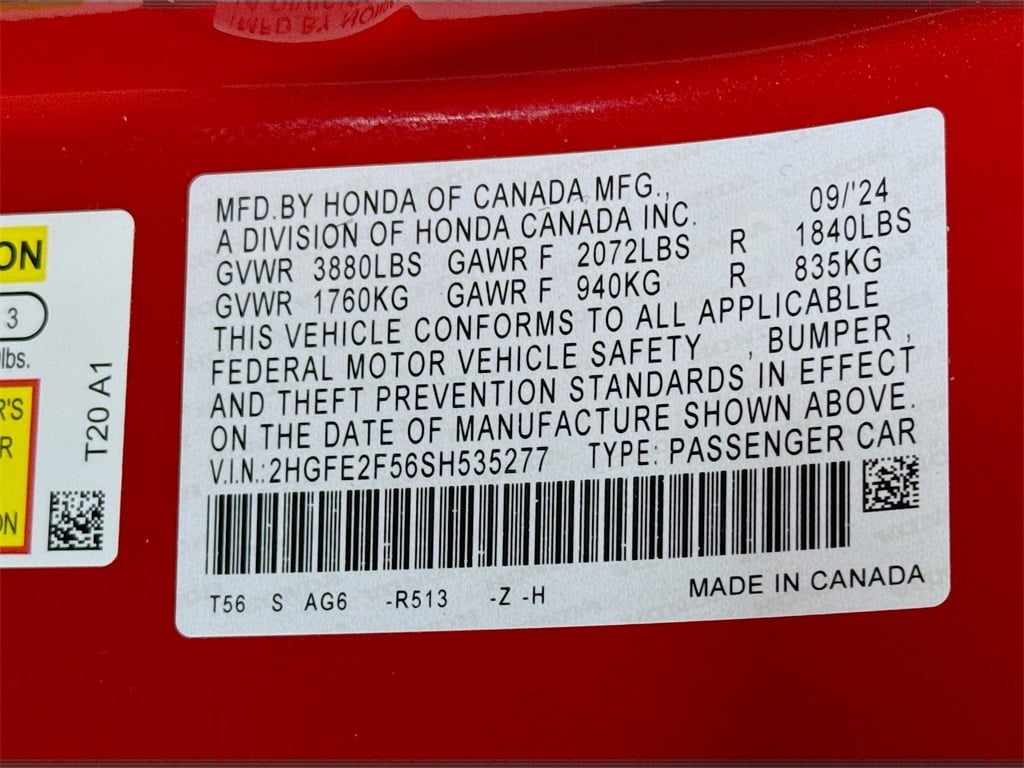 MFD.BY HONDA OF CANADA MFG., 09/'24
A DIVISION OF HONDA CANADA INC.
GVWR 3880LBS GAWR F 2072LBS R 1840LBS
GVWR 1760KG GAWR F 940KG R 835KG
THIS VEHICLE CONFORMS TO ALL APPLICABLE
FEDERAL MOTOR VEHICLE SAFETY , BUMPER ,
AND THEFT PREVENTION STANDARDS IN EFFECT
ON THE DATE OF MANUFACTURE SHOWN ABOVE.
V.I.N.:2HGFE2F56SH535277 TYPE: PASSENGER CAR
T56 S AG6 -R513 -Z -H MADE IN CANADA
3
lbs.
T20 A1
MFD BY HON